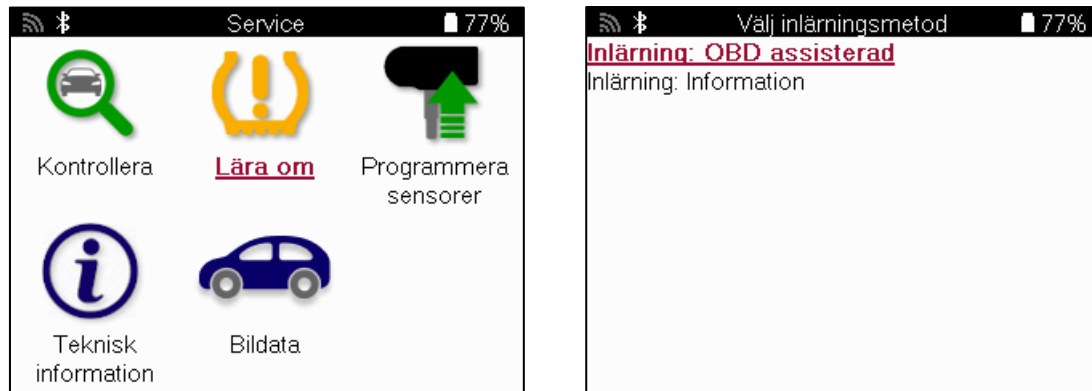 Service
77%
Kontrollera
Lära om
Programmera
sensorer
Teknisk
information
Bildata
Välj inlärningsmetod
77%
Inlärning: OBD assisterad
Inlärning: Information